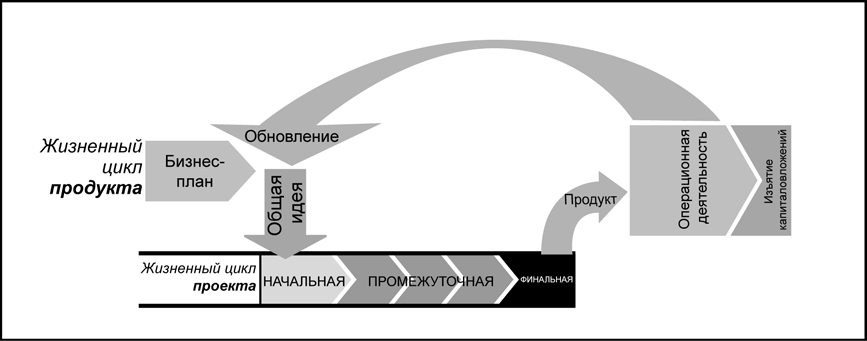 Жизненный
цикл
продукта
Бизнес-
план
Обновление
Общая
идея
Жизненный цикл
проекта
НАЧАЛЬНАЯ
ПРОМЕЖУТОЧНАЯ
ФИНАЛЬНАЯ
Продукт
Операционная
деятельность
Изъятие
капиталовложений